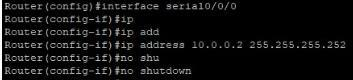 Router(config)#interface serial0/0/0
Router(config-if)#ip
Router(config-if)#ip add
Router(config-if)#ip address 10.0.0.2 255.255.255.252
Router(config-if)#no shu
Router(config-if)#no shutdown